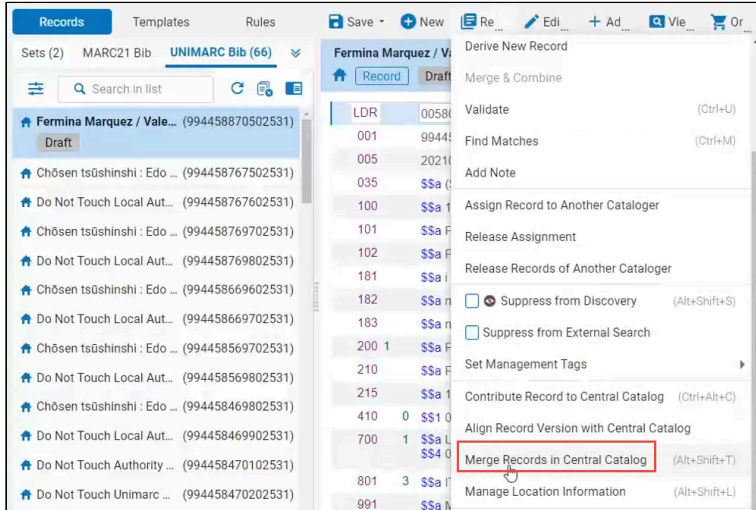 Records Templates Rules Save New Re... Edi... Ad... Vie... Or
Sets (2) MARC21 Bib UNIMARC Bib (66)
Search in list
Fermina Marquez / Vale... (994458870502531)
Draft
Chōsen tsūshinshi : Edo ... (994458767502531)
Do Not Touch Local Aut... (994458767602531)
Chōsen tsūshinshi : Edo ... (994458769702531)
Do Not Touch Local Aut... (994458769802531)
Chōsen tsūshinshi : Edo ... (994458669602531)
Do Not Touch Local Aut... (994458669702531)
Chōsen tsūshinshi : Edo ... (994458569702531)
Do Not Touch Local Aut... (994458569802531)
Chōsen tsūshinshi : Edo ... (994458469802531)
Do Not Touch Local Aut... (994458469902531)
Do Not Touch Authority ... (994458470102531)
Do Not Touch Unimarc ... (994458470202531)
Fermina Marquez / Va
Record Draft
LDR 0058
001 9944
005 2021
035 $$a (
100 $$a 1
101 $$a F
102 $$a F
181 $$a i
182 $$a n
183 $$a n
200 1 $$a F
210 $$a F
215 $$a 1
410 0 $$1 0
700 1 $$a L
$$4 0
801 3 $$a I
991 $$a M
Derive New Record
Merge & Combine
Validate (Ctrl+U)
Find Matches (Ctrl+M)
Add Note
Assign Record to Another Cataloger
Release Assignment
Release Records of Another Cataloger
Suppress from Discovery (Alt+Shift+S)
Suppress from External Search
Set Management Tags
Contribute Record to Central Catalog (Ctrl+Alt+C)
Align Record Version with Central Catalog
Merge Records in Central Catalog (Alt+Shift+T)
Manage Location Information (Alt+Shift+L)